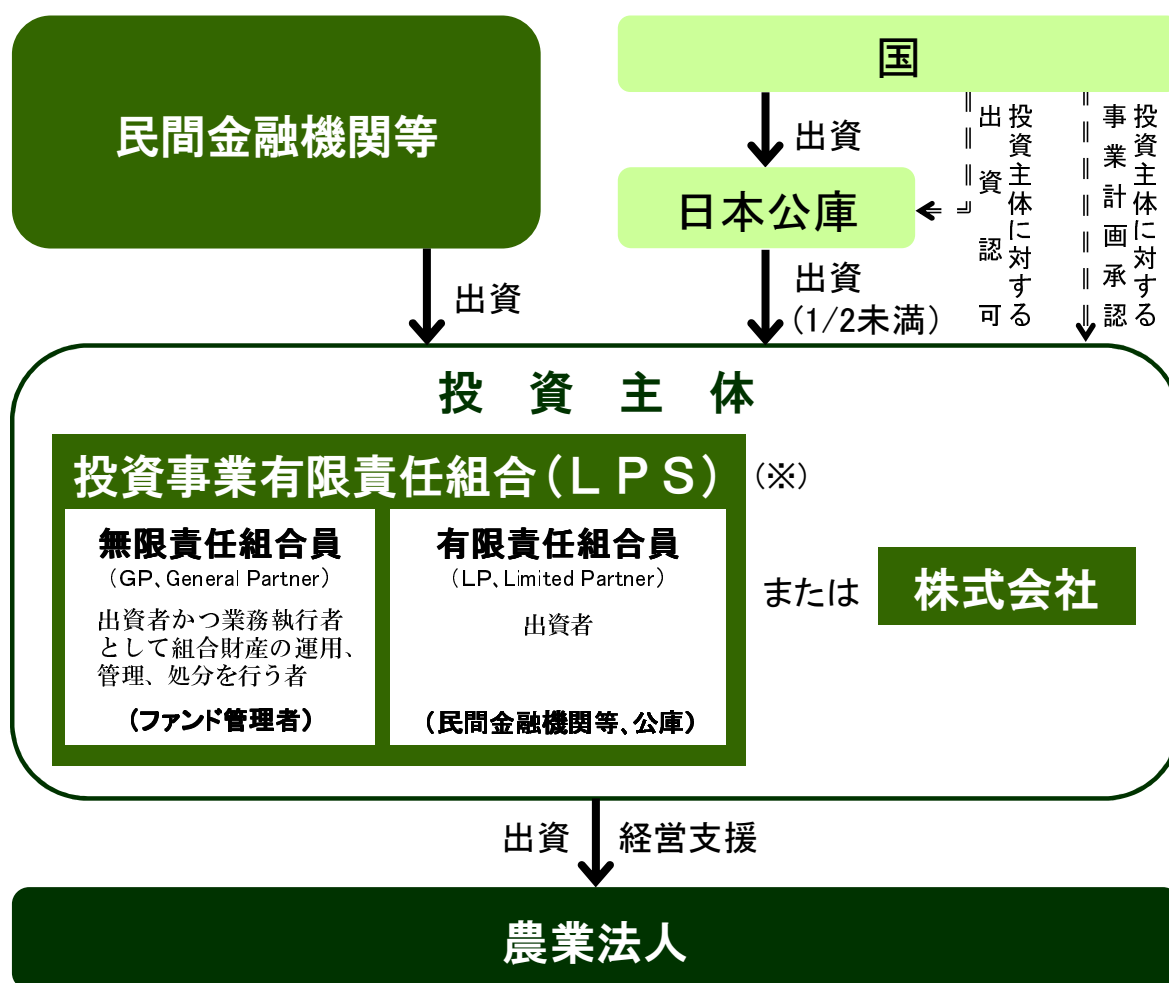 民間金融機関等
国
出資
投資主体に対する
出資認可
投資主体に対する
事業計画承認
日本公庫
出資
出資
(1/2未満)
投資主体
投資事業有限責任組合(LPS)
(※)
無限責任組合員
(GP、General Partner)
出資者かつ業務執行者
として組合財産の運用、
管理、処分を行う者
(ファンド管理者)
有限責任組合員
(LP、Limited Partner)
出資者
(民間金融機関等、公庫)
または
株式会社
出資
経営支援
農業法人